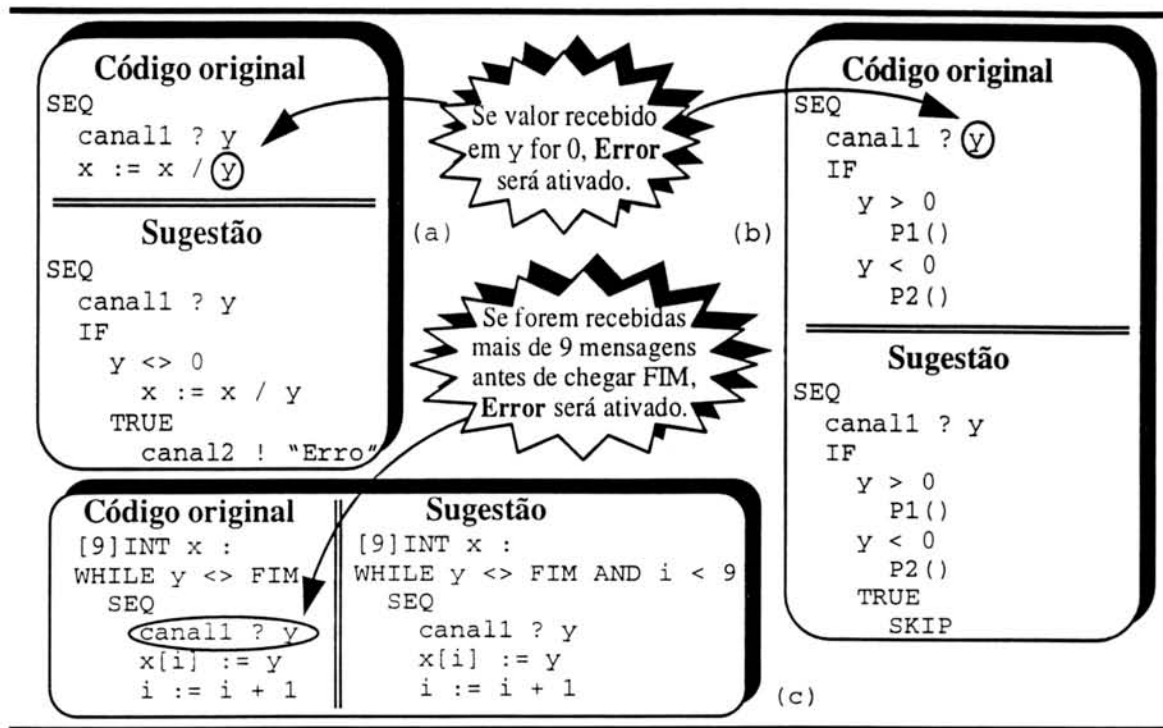 Código original
SEQ
canal1 ? y
x := x / y
Sugestão
SEQ
canal1 ? y
IF
y <> 0
x := x / y
TRUE
canal2 ! "Erro"
(a)
Se valor recebido
em y for 0, Error
será ativado.
(b)
Código original
SEQ
canal1 ? y
IF
y > 0
P1()
y < 0
P2()
Sugestão
SEQ
canal1 ? y
IF
y > 0
P1()
y < 0
P2()
TRUE
SKIP
Se forem recebidas
mais de 9 mensagens
antes de chegar FIM,
Error será ativado.
Código original
[9]INT x :
WHILE y <> FIM
SEQ
canal1 ? y
x[i] := y
i := i + 1
Sugestão
[9]INT x :
WHILE y <> FIM AND i < 9
SEQ
canal1 ? y
x[i] := y
i := i + 1
(c)